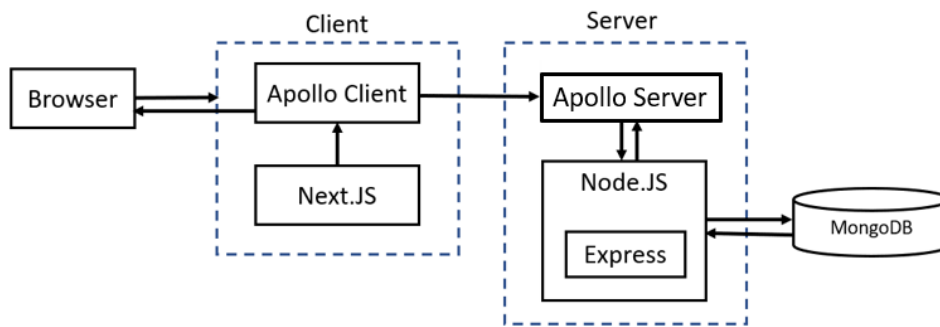 Client
Server
Browser
Apollo Client
Apollo Server
Next.JS
Node.JS
Express
MongoDB